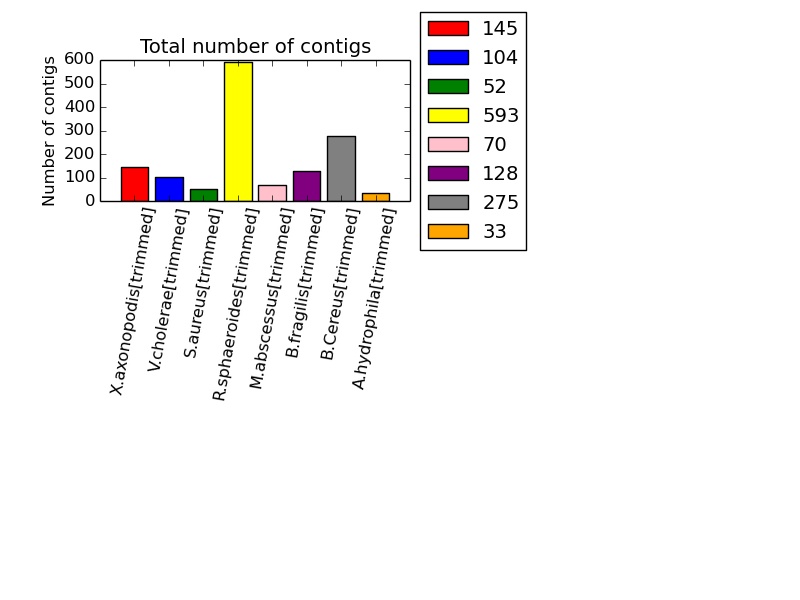 Total number of contigs
Number of contigs
600
500
400
300
200
100
0
X.axonopodis[trimmed]
V.cholerae[trimmed]
S.aureus[trimmed]
R.sphaeroides[trimmed]
M.abscessus[trimmed]
B.fragilis[trimmed]
B.Cereus[trimmed]
A.hydrophila[trimmed]
145
104
52
593
70
128
275
33